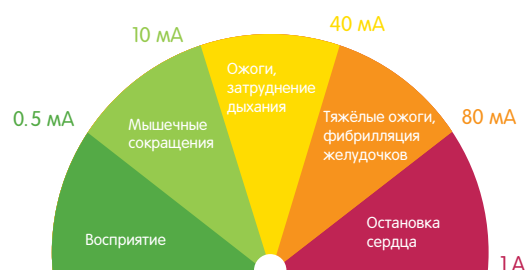 0.5 мА
10 мА
40 мА
80 мА
1 А
Восприятие
Мышечные
сокращения
Ожоги,
затруднение
дыхания
Тяжёлые ожоги,
фибрилляция
желудочков
Остановка
сердца